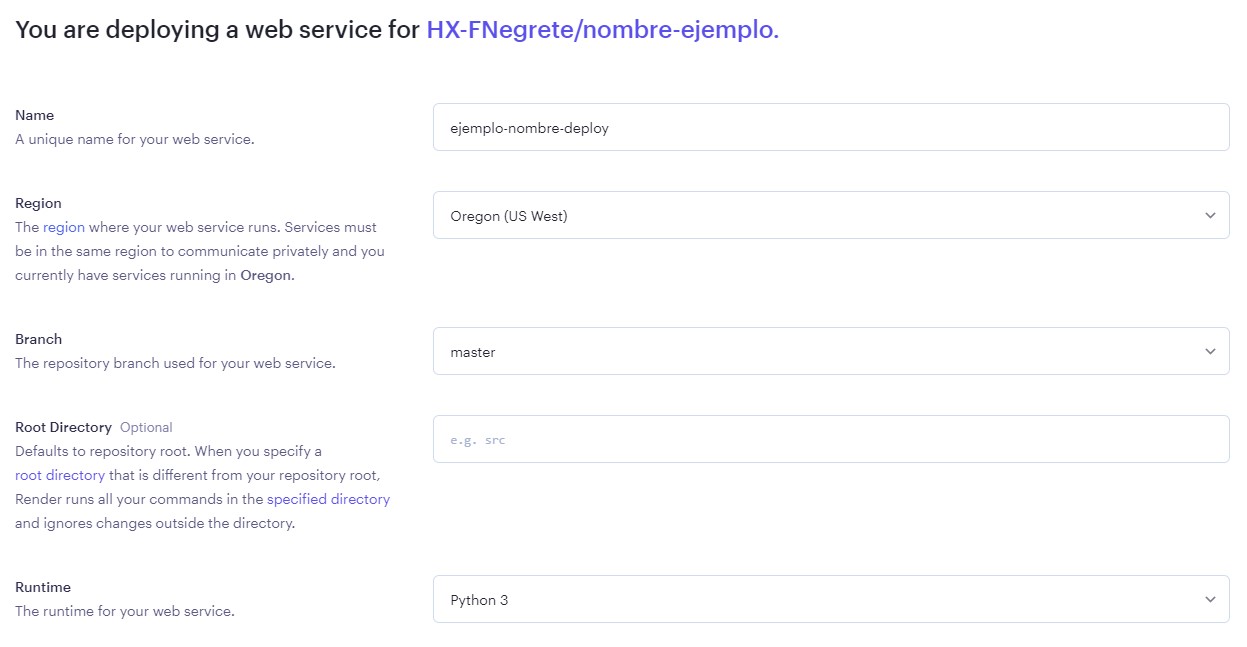 You are deploying a web service for HX-FNegrete/nombre-ejemplo.
Name
A unique name for your web service.
ejemplo-nombre-deploy
Region
The region where your web service runs. Services must
be in the same region to communicate privately and you
currently have services running in Oregon.
Oregon (US West)
Branch
The repository branch used for your web service.
master
Root Directory Optional
Defaults to repository root. When you specify a
root directory that is different from your repository root,
Render runs all your commands in the specified directory
and ignores changes outside the directory.
e.g. src
Runtime
The runtime for your web service.
Python 3